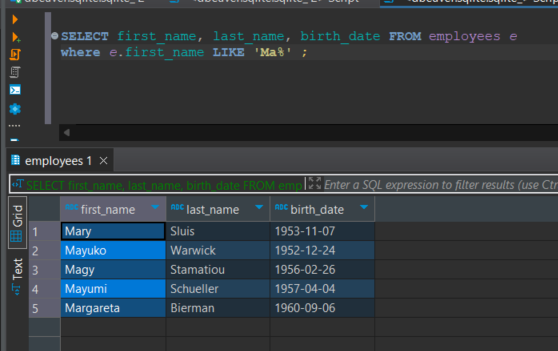 SELECT first_name, last_name, birth_date FROM employees e
where e.first_name LIKE 'Ma%' ;
employees 1
SELECT first_name, last_name, birth_date FROM emp
Enter a SQL expression to filter results (use Ctr
Grid
Text
ABC first_name ABC last_name ABC birth_date
1 Mary Sluis 1953-11-07
2 Mayuko Warwick 1952-12-24
3 Magy Stamatiou 1956-02-26
4 Mayumi Schueller 1957-04-04
5 Margareta Bierman 1960-09-06